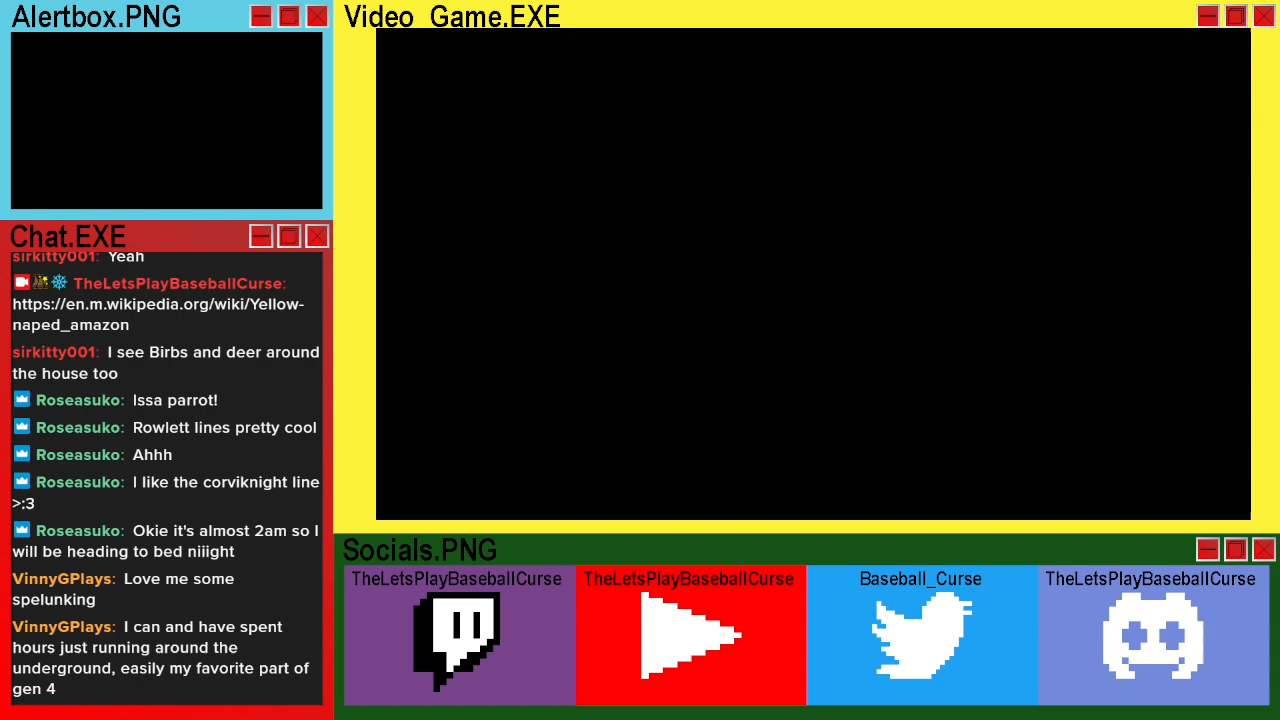 Alertbox.PNG
Video Game.EXE
Chat.EXE
sirkitty001: Yeah
TheLetsPlayBaseballCurse:
https://en.m.wikipedia.org/wiki/Yellow-
naped_amazon
sirkitty001: I see Birbs and deer around
the house too
Roseasuko: Issa parrot!
Roseasuko: Rowlett lines pretty cool
Roseasuko: Ahhh
Roseasuko: I like the corviknight line
>:3
Roseasuko: Okie it's almost 2am so I
will be heading to bed niiight
VinnyGPlays: Love me some
spelunking
VinnyGPlays: I can and have spent
hours just running around the
underground, easily my favorite part of
gen 4
Socials.PNG
TheLetsPlayBaseballCurse
TheLetsPlayBaseballCurse
Baseball_Curse
TheLetsPlayBaseballCurse